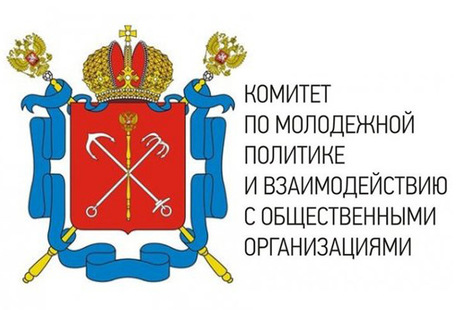 КОМИТЕТ
ПО МОЛОДЕЖНОЙ
ПОЛИТИКЕ
И ВЗАИМОДЕЙСТВИЮ
С ОБЩЕСТВЕННЫМИ
ОРГАНИЗАЦИЯМИ